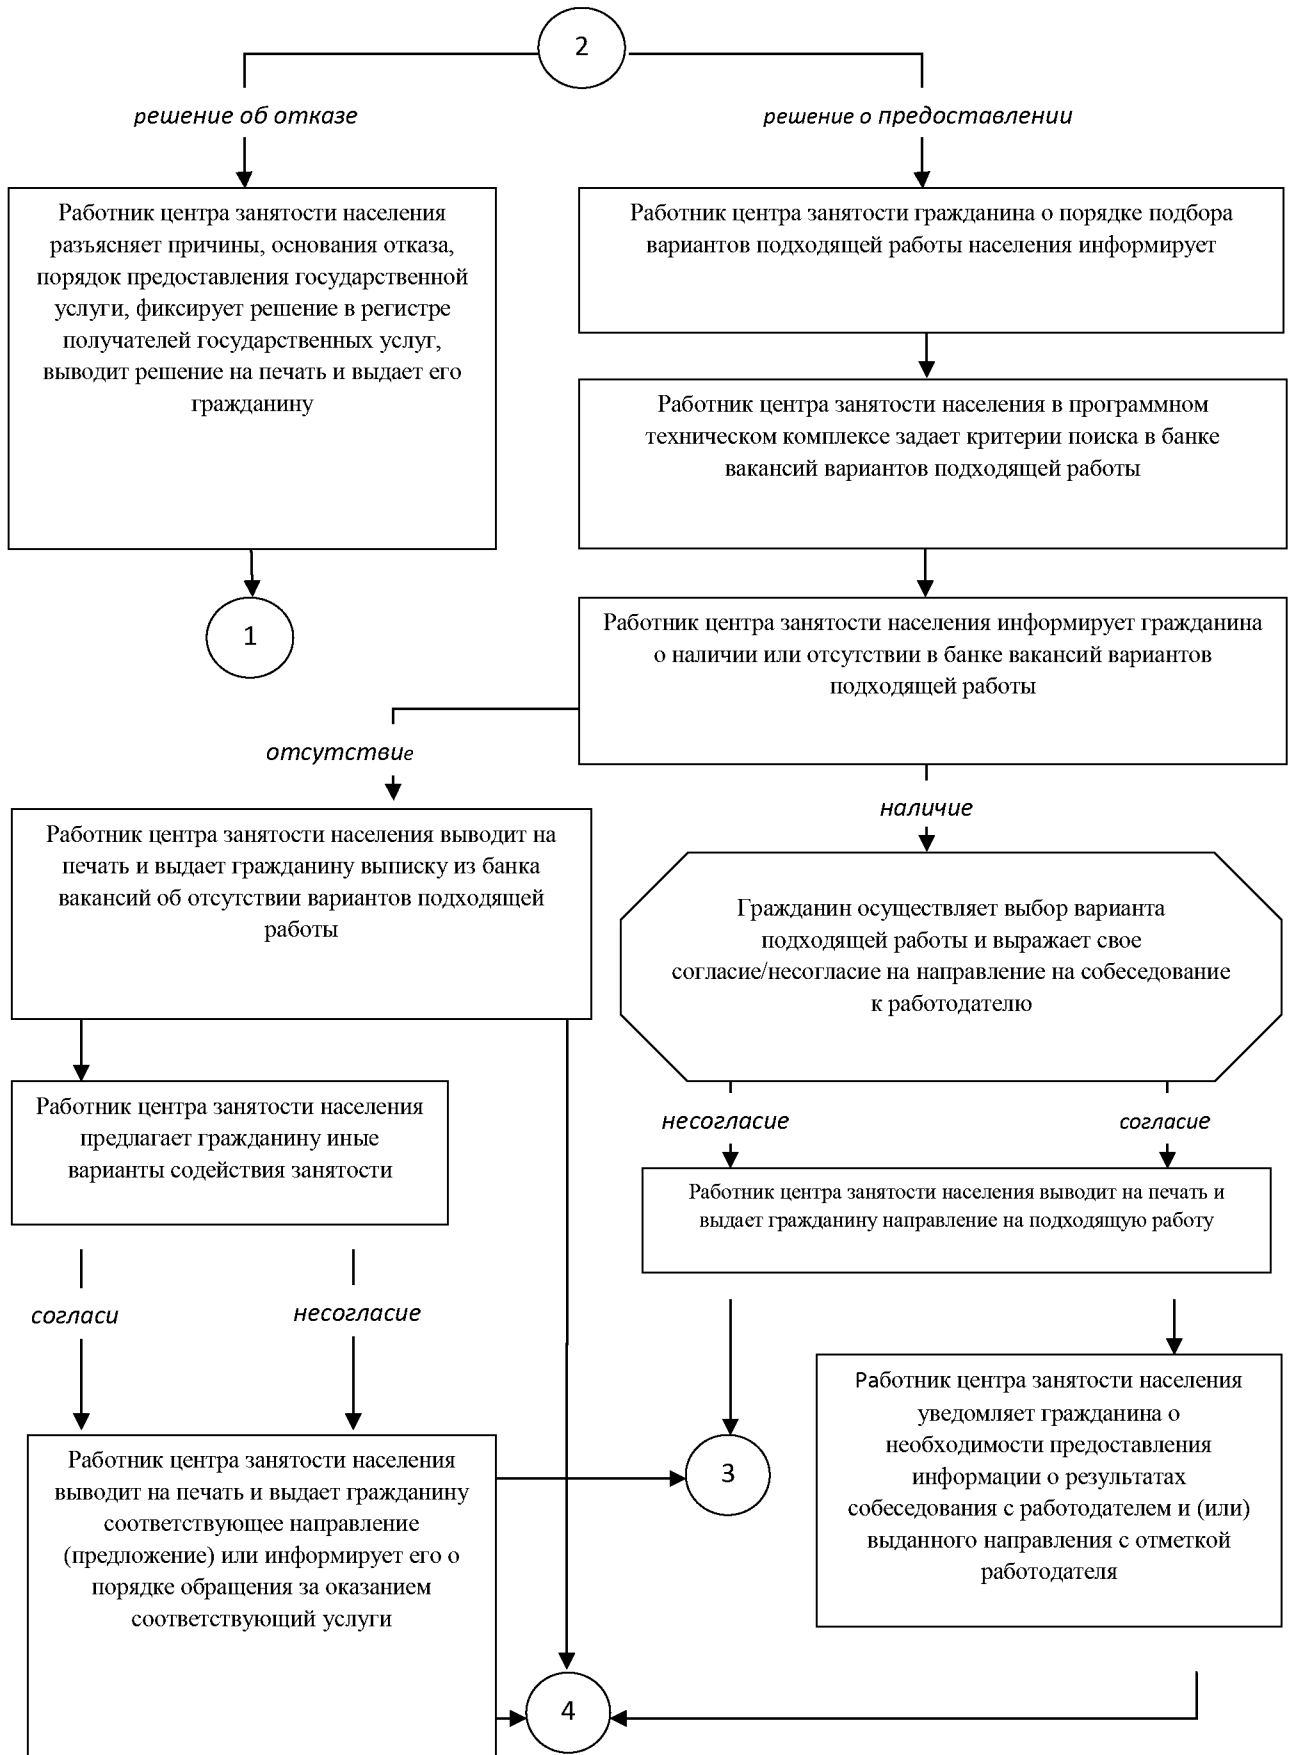 2
решение об отказе
решение о предоставлении
Работник центра занятости населения
разъясняет причины, основания отказа,
порядок предоставления государственной
услуги, фиксирует решение в регистре
получателей государственных услуг,
выводит решение на печать и выдает его
гражданину
Работник центра занятости гражданина о порядке подбора
вариантов подходящей работы населения информирует
Работник центра занятости населения в программном
техническом комплексе задает критерии поиска в банке
вакансий вариантов подходящей работы
1
Работник центра занятости населения информирует гражданина
о наличии или отсутствии в банке вакансий вариантов
подходящей работы
отсутствие
наличие
Работник центра занятости населения выводит на
печать и выдает гражданину выписку из банка
вакансий об отсутствии вариантов подходящей
работы
Гражданин осуществляет выбор варианта
подходящей работы и выражает свое
согласие/несогласие на направление на собеседование
к работодателю
Работник центра занятости населения
предлагает гражданину иные
варианты содействия занятости
несогласие
согласие
Работник центра занятости населения выводит на печать и
выдает гражданину направление на подходящую работу
согласи
несогласие
Работник центра занятости населения
уведомляет гражданина о
необходимости предоставления
информации о результатах
собеседования с работодателем и (или)
выданного направления с отметкой
работодателя
Работник центра занятости населения
выводит на печать и выдает гражданину
соответствующее направление
(предложение) или информирует его о
порядке обращения за оказанием
соответствующий услуги
3
4